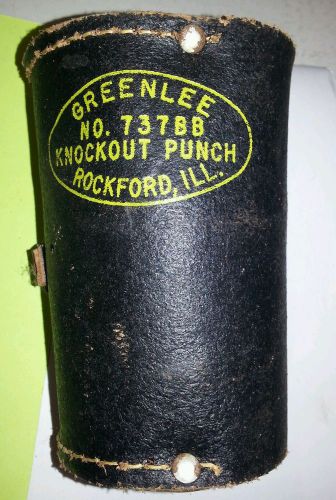 GREENLEE
NO. 737BB
KNOCKOUT PUNCH
ROCKFORD, ILL.